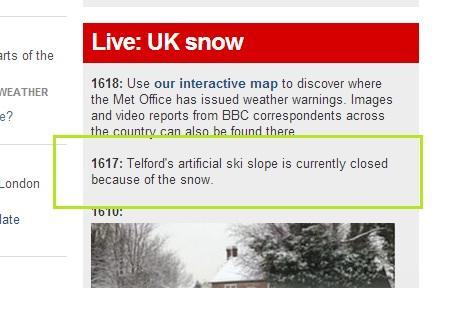 arts of the
WEATHER
e?
London
late
Live: UK snow
1618: Use our interactive map to discover where
the Met Office has issued weather warnings. Images
and video reports from BBC correspondents across
the country can also be found there
1617: Telford's artificial ski slope is currently closed
because of the snow.
1610: